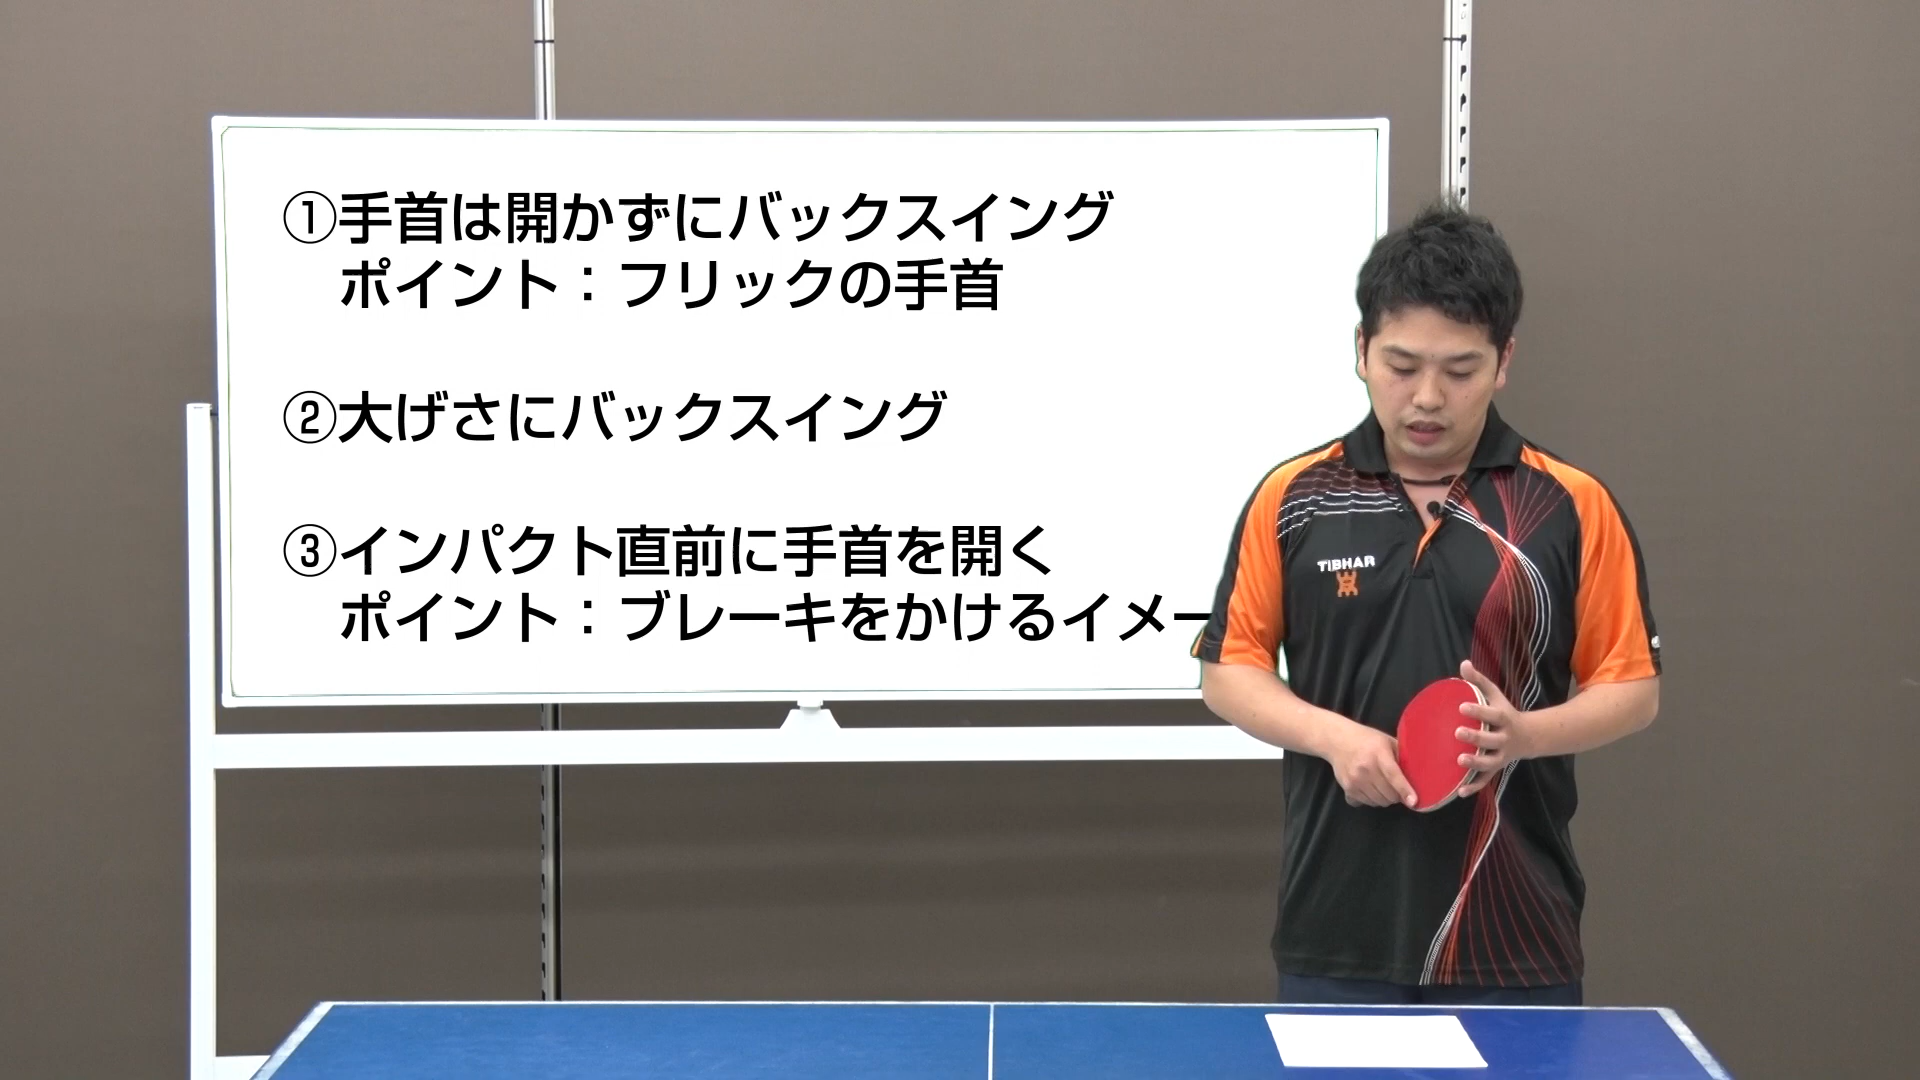 ①手首は開かずにバックスイング
ポイント：フリックの手首
②大げさにバックスイング
③インパクト直前に手首を開く
ポイント：ブレーキをかけるイメー
TIBHAR